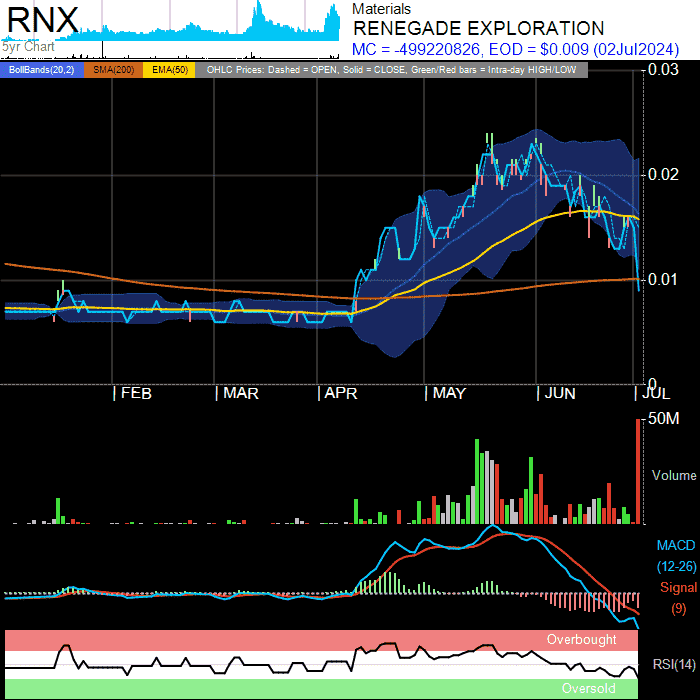 RNX
5yr Chart
Materials
RENEGADE EXPLORATION
MC = -499220826, EOD = $0.009 (02Jul2024)
BollBands(20,2) SMA(200) EMA(50) OHLC Prices: Dashed = OPEN, Solid = CLOSE, Green/Red bars = Intra-day HIGH/LOW
0.03
0.02
0.01
0
FEB MAR APR MAY JUN JUL
50M
Volume
MACD
(12-26)
Signal
(9)
Overbought
RSI(14)
Oversold